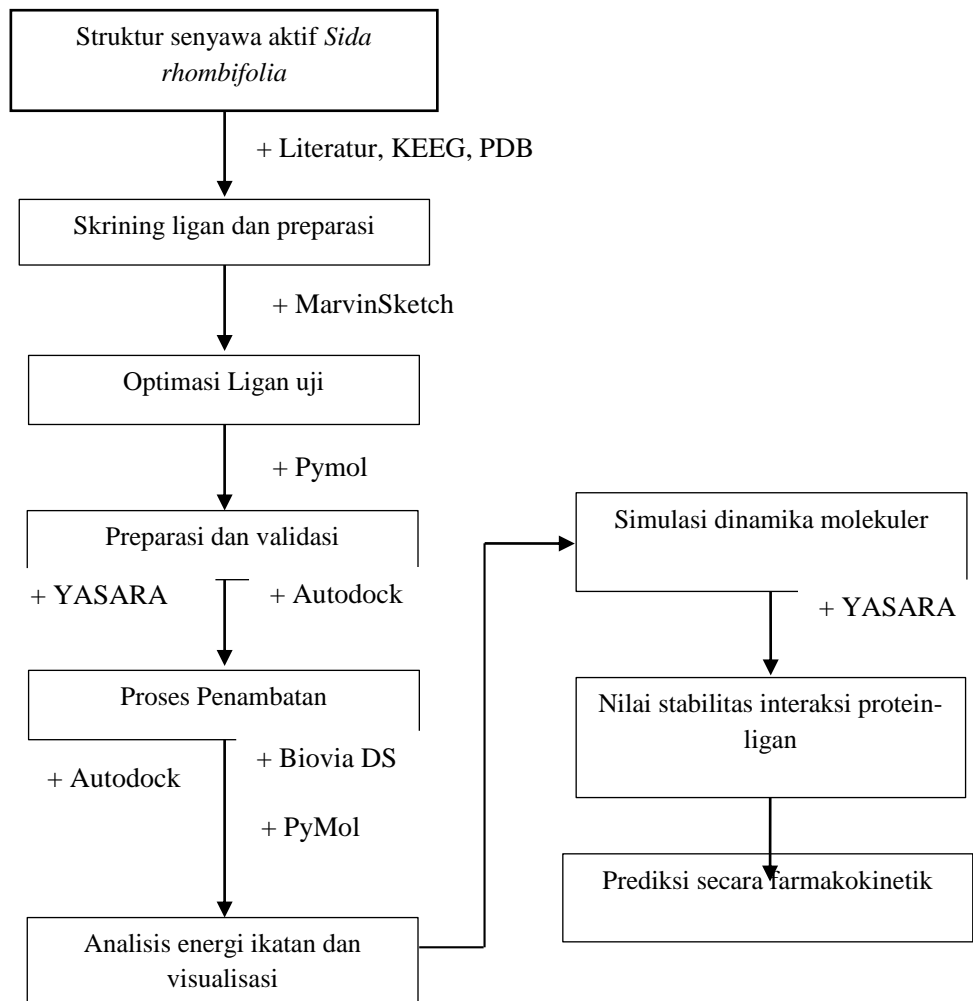 Struktur senyawa aktif Sida
rhombifolia
+ Literatur, KEEG, PDB
Skrining ligan dan preparasi
+ MarvinSketch
Optimasi Ligan uji
+ Pymol
Preparasi dan validasi
+ YASARA
+ Autodock
Proses Penambatan
+ Autodock
+ Biovia DS
+ PyMol
Analisis energi ikatan dan
visualisasi
Simulasi dinamika molekuler
+ YASARA
Nilai stabilitas interaksi protein-
ligan
Prediksi secara farmakokinetik